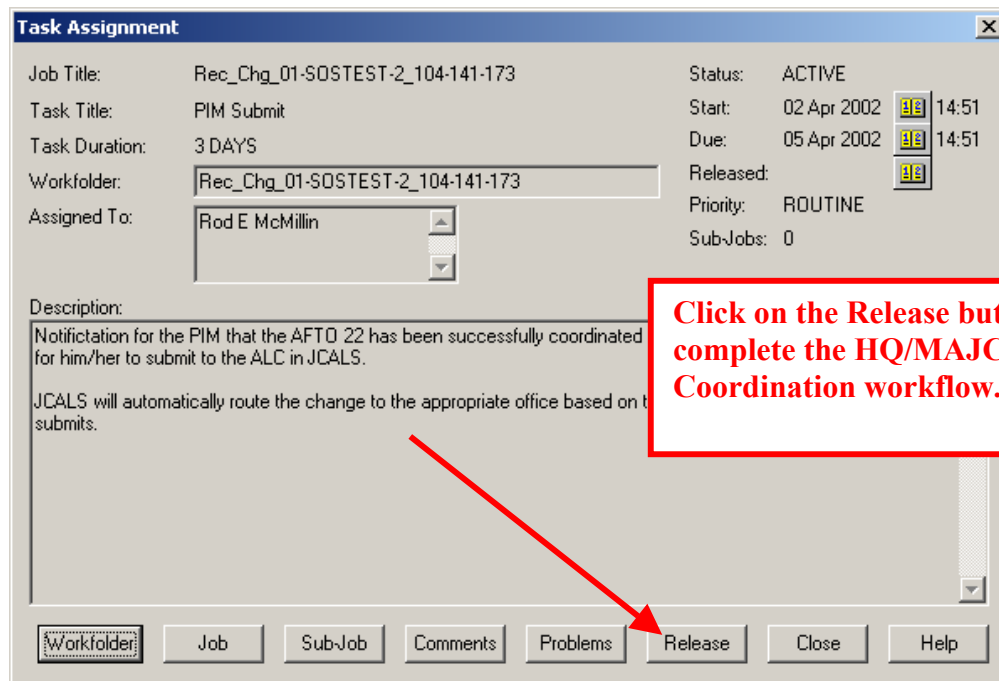 Task Assignment
Job Title: Rec_Chg_01-SOSTEST-2_104-141-173 Status: ACTIVE
Task Title: PIM Submit Start: 02 Apr 2002 14:51
Task Duration: 3 DAYS Due: 05 Apr 2002 14:51
Workfolder: Rec_Chg_01-SOSTEST-2_104-141-173 Released:
Assigned To: Rod E McMillin Priority: ROUTINE
Sub-Jobs: 0
Description:
Notifictation for the PIM that the AFTO 22 has been successfully coordinated
for him/her to submit to the ALC in JCALS.
JCALS will automatically route the change to the appropriate office based on
submits.
Click on the Release but
complete the HQ/MAJC
Coordination workflow.
Workfolder Job Sub-Job Comments Problems Release Close Help